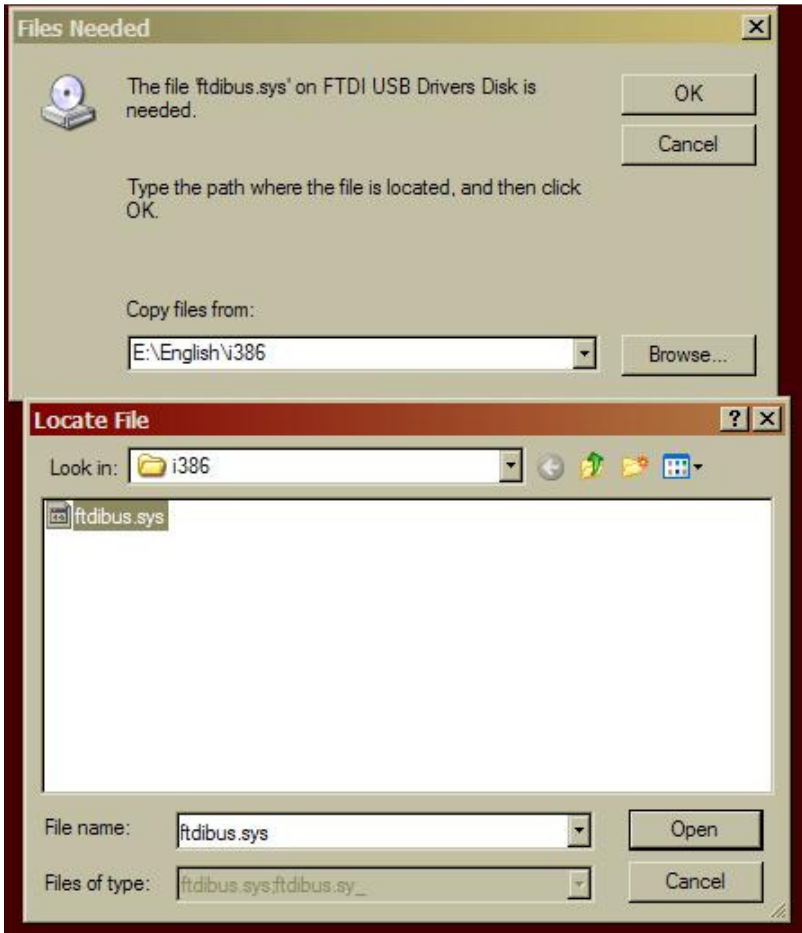 Files Needed
The file 'ftdibus.sys' on FTDI USB Drivers Disk is
needed.
OK
Cancel
Type the path where the file is located, and then click
OK.
Copy files from:
E:\English\i386
Browse...
Locate File
Look in: i386
ftdibus.sys
File name: ftdibus.sys
Open
Files of type: ftdibus.sys;ftdibus.sy_
Cancel